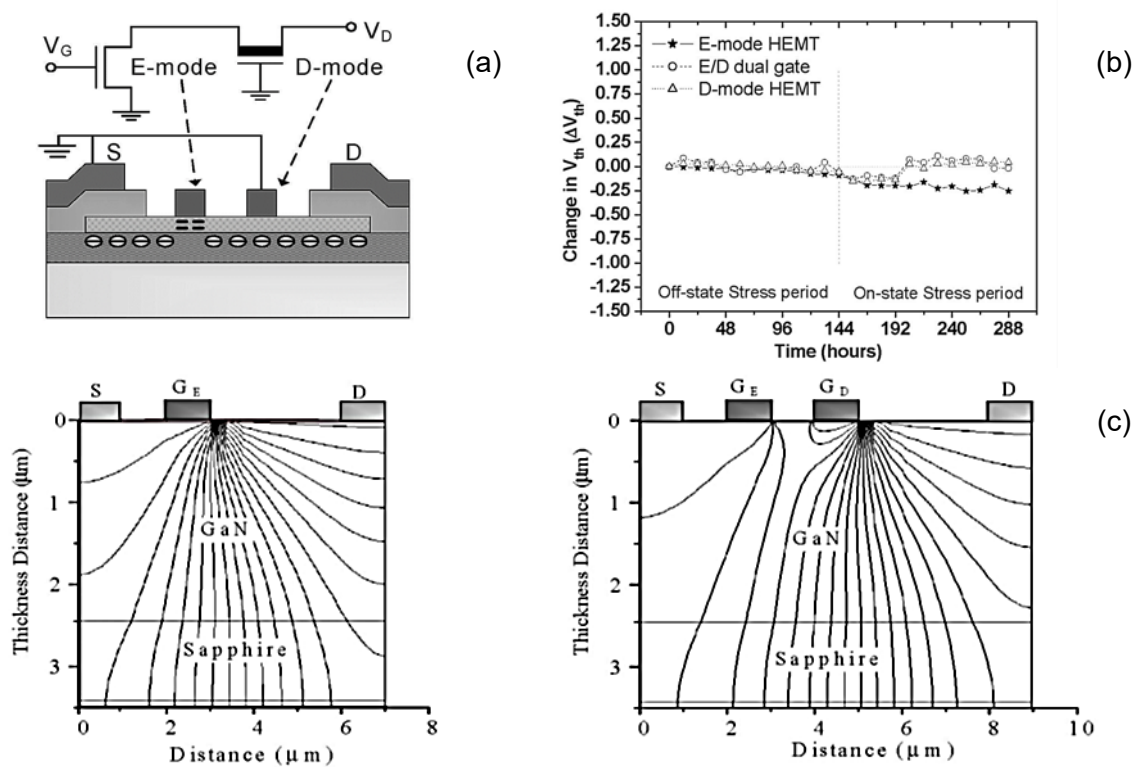 (a)
V_G
V_D
E-mode
D-mode
S
D
(b)
Change in V_th (ΔV_th)
1.50
1.25
1.00
0.75
0.50
0.25
0.00
-0.25
-0.50
-0.75
-1.00
-1.25
-1.50
E-mode HEMT
E/D dual gate
D-mode HEMT
Off-state Stress period
On-state Stress period
0 48 96 144 192 240 288
Time (hours)
S G_E D
Thickness Distance (μm)
0
1
2
3
GaN
Sapphire
0 2 4 6 8
Distance (μm)
(c)
S G_E G_D D
Thickness Distance (μm)
0
1
2
3
GaN
Sapphire
0 2 4 6 8 10
Distance (μm)